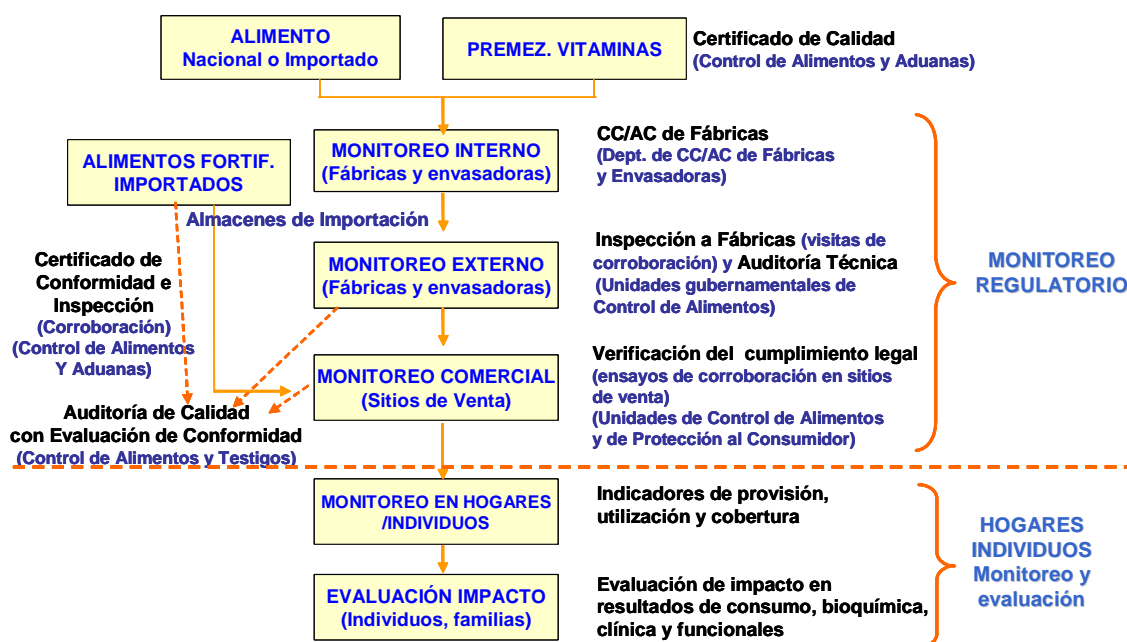 ALIMENTO
Nacional o Importado
PREMEZ. VITAMINAS
Certificado de Calidad
(Control de Alimentos y Aduanas)
ALIMENTOS FORTIF.
IMPORTADOS
MONITOREO INTERNO
(Fábricas y envasadoras)
CC/AC de Fábricas
(Dept. de CC/AC de Fábricas
y Envasadoras)
Almacenes de Importación
Certificado de
Conformidad e
Inspección
(Corroboración)
(Control de Alimentos
Y Aduanas)
MONITOREO EXTERNO
(Fábricas y envasadoras)
Inspección a Fábricas (visitas de
corroboración) y Auditoría Técnica
(Unidades gubernamentales de
Control de Alimentos)
MONITOREO
REGULATORIO
MONITOREO COMERCIAL
(Sitios de Venta)
Verificación del cumplimiento legal
(ensayos de corroboración en sitios
de venta)
(Unidades de Control de Alimentos
y de Protección al Consumidor)
Auditoría de Calidad
con Evaluación de Conformidad
(Control de Alimentos y Testigos)
MONITOREO EN HOGARES
/INDIVIDUOS
Indicadores de provisión,
utilización y cobertura
HOGARES
INDIVIDUOS
Monitoreo y
evaluación
EVALUACIÓN IMPACTO
(Individuos, familias)
Evaluación de impacto en
resultados de consumo, bioquímica,
clínica y funcionales